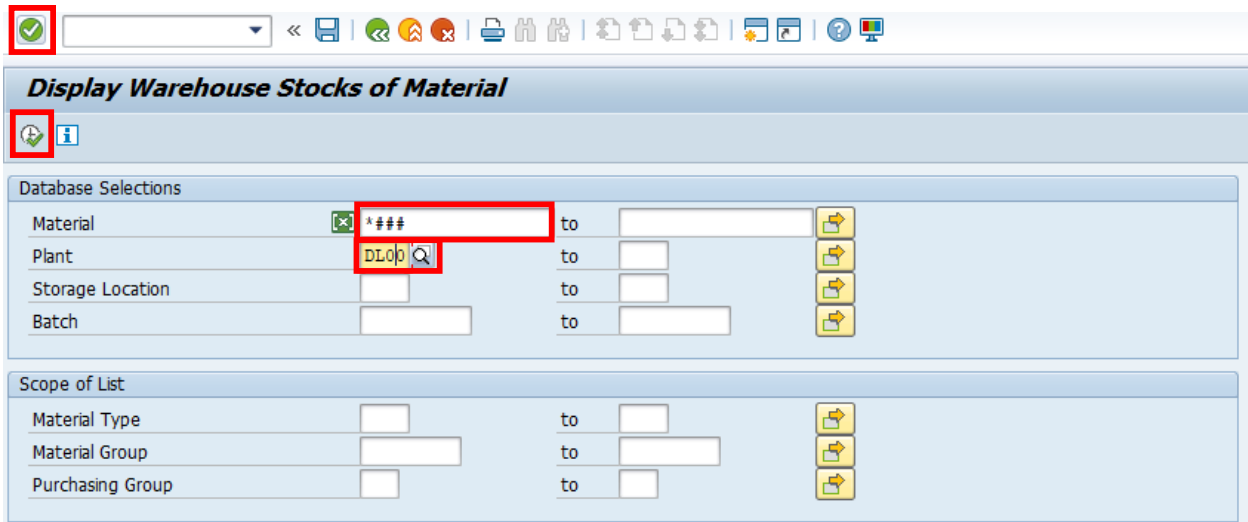 Display Warehouse Stocks of Material
Database Selections
Material *### to
Plant DL00 to
Storage Location to
Batch to
Scope of List
Material Type to
Material Group to
Purchasing Group to